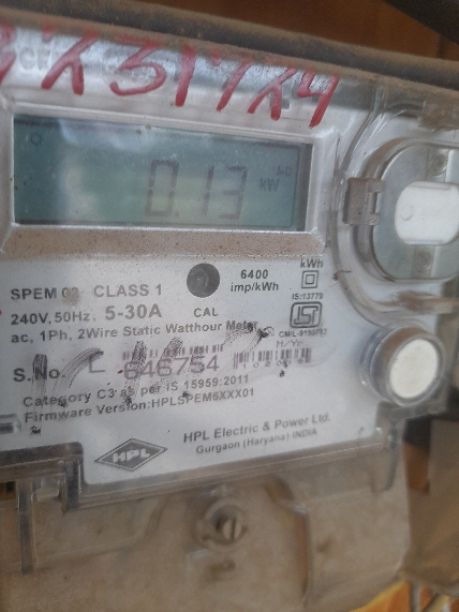 0.13
kW
kWh
SPEM 02 CLASS 1
6400
imp/kWh
IS:13779
240V, 50Hz. 5-30A CAL
ac, 1Ph, 2Wire Static Watthour Meter
M/Yr.
S.No. L 646754
Category C3 as per IS 15959:2011
Firmware Version:HPLSPEM6XXX01
HPL
HPL Electric & Power Ltd.
Gurgaon (Haryana) INDIA